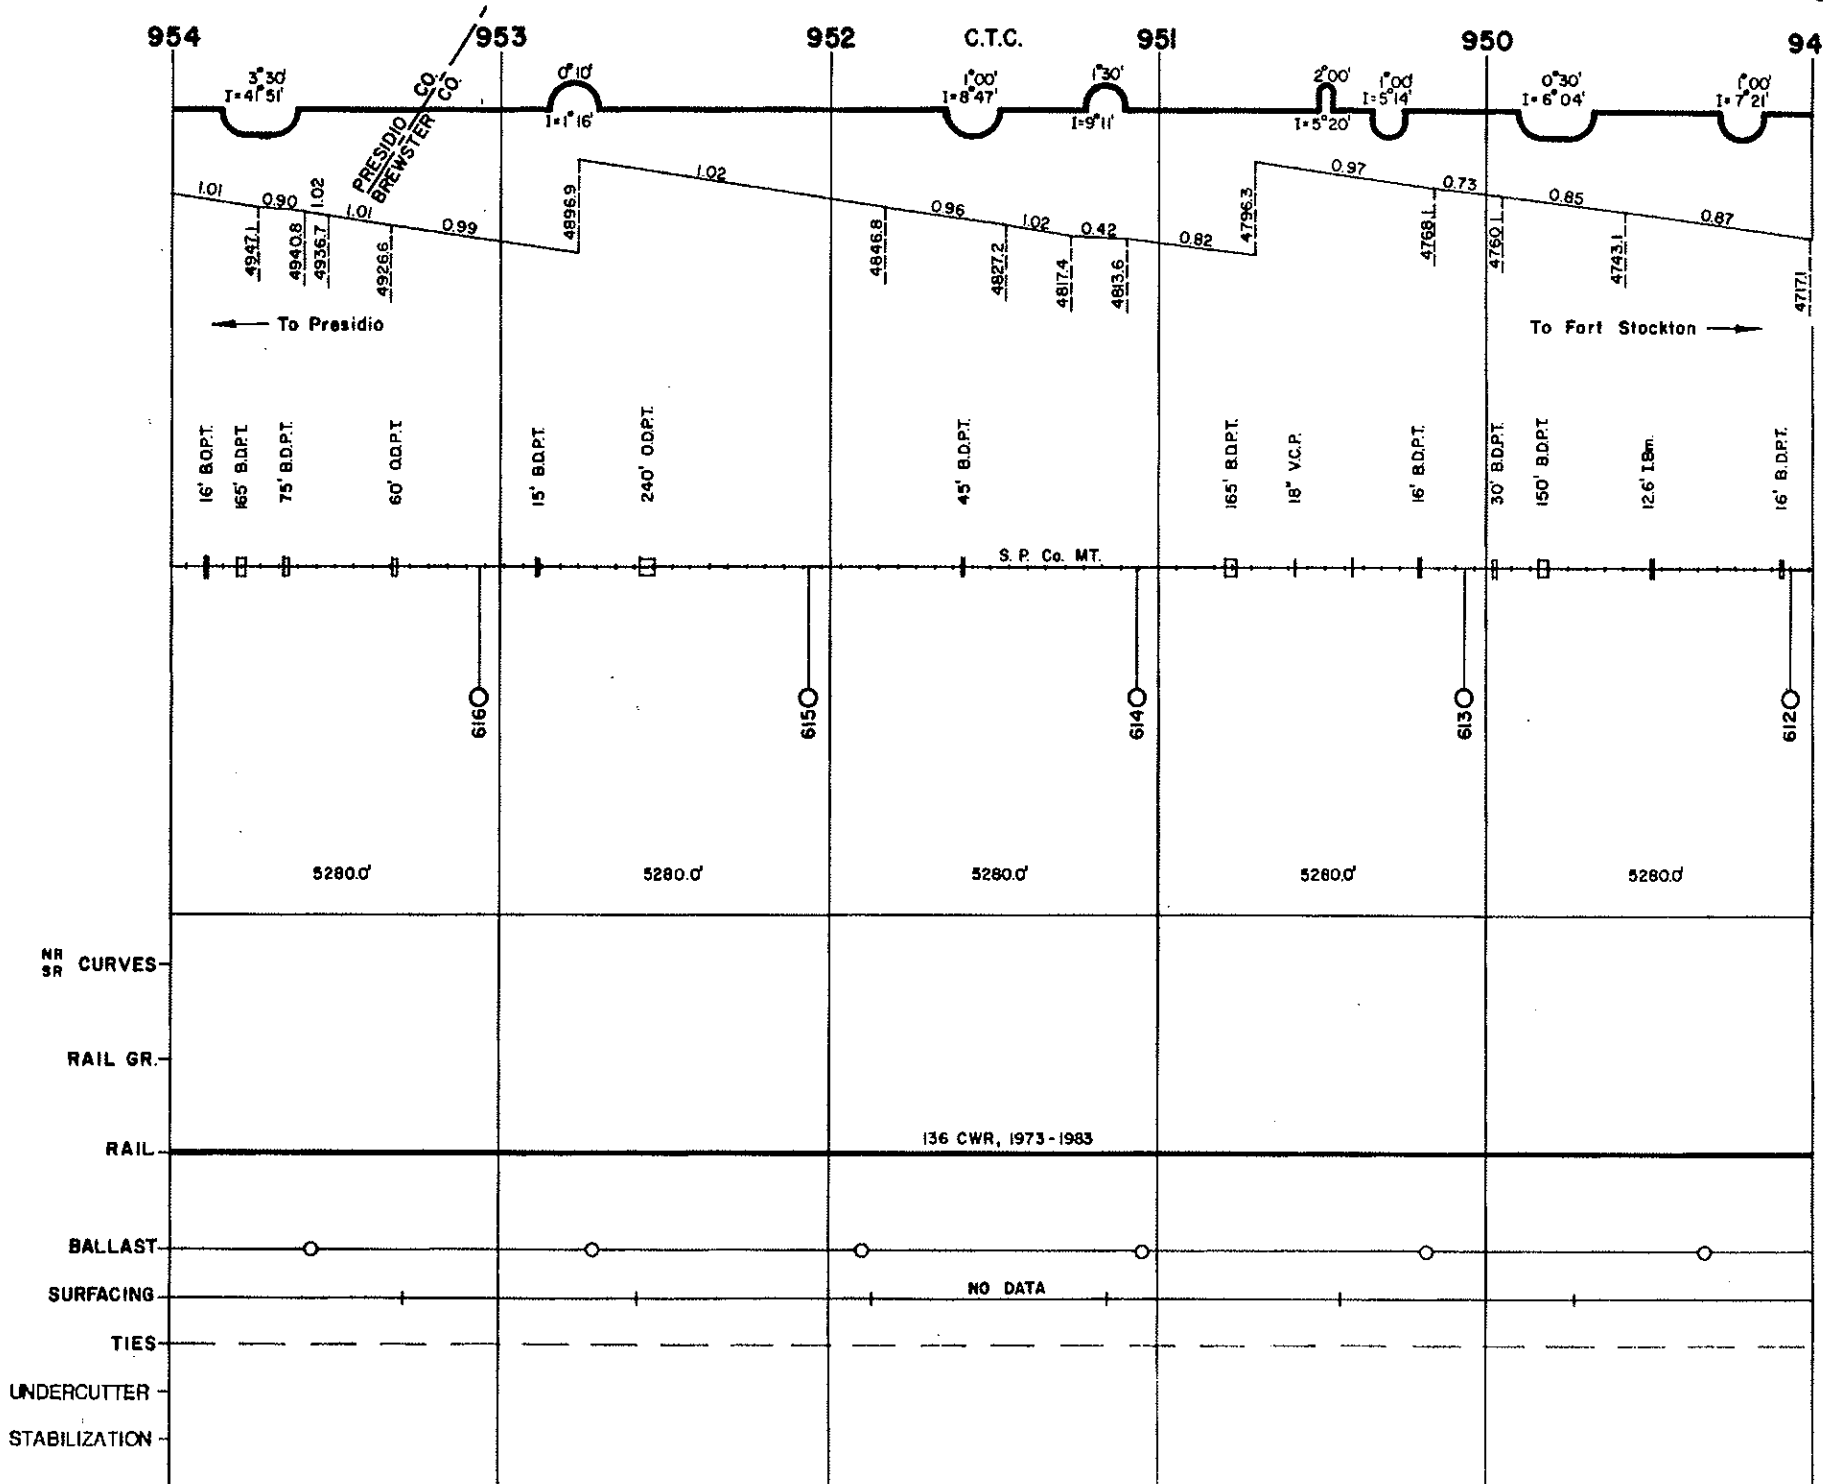 954 953 952 C.T.C. 951 950 94
3°30' 0°10' 1°00' 1°30' 2°00' 1°00' 0°30' 1°00'
I=41°51' I=1°16' I=8°47' I=9°11' I=5°20' I=5°14' I=6°04' I=7°21'
PRESIDIO CO.
BREWSTER CO.
1.01 0.90 1.02 1.01 0.99 1.02 0.96 1.02 0.42 0.82 0.97 0.73 0.85 0.87
4947.1 4940.8 4936.7 4926.6 4896.9 4846.8 4827.2 4817.4 4813.6 4796.3 4768.1 4760.1 4743.1 4717.1
To Presidio
To Fort Stockton
16' B.O.P.T.
165' B.D.P.T.
75' B.D.P.T.
60' O.D.P.T.
15' B.D.P.T.
240' O.D.P.T.
45' B.D.P.T.
165' B.D.P.T.
18" V.C.P.
16' B.D.P.T.
30' B.D.P.T.
150' B.D.P.T.
12.6' I.Bm.
16' B.D.P.T.
S. P. Co. MT.
616 615 614 613 612
5280.0' 5280.0' 5280.0' 5280.0' 5280.0'
NR
SR CURVES
RAIL GR.
RAIL
136 CWR, 1973-1983
BALLAST
SURFACING
NO DATA
TIES
UNDERCUTTER
STABILIZATION